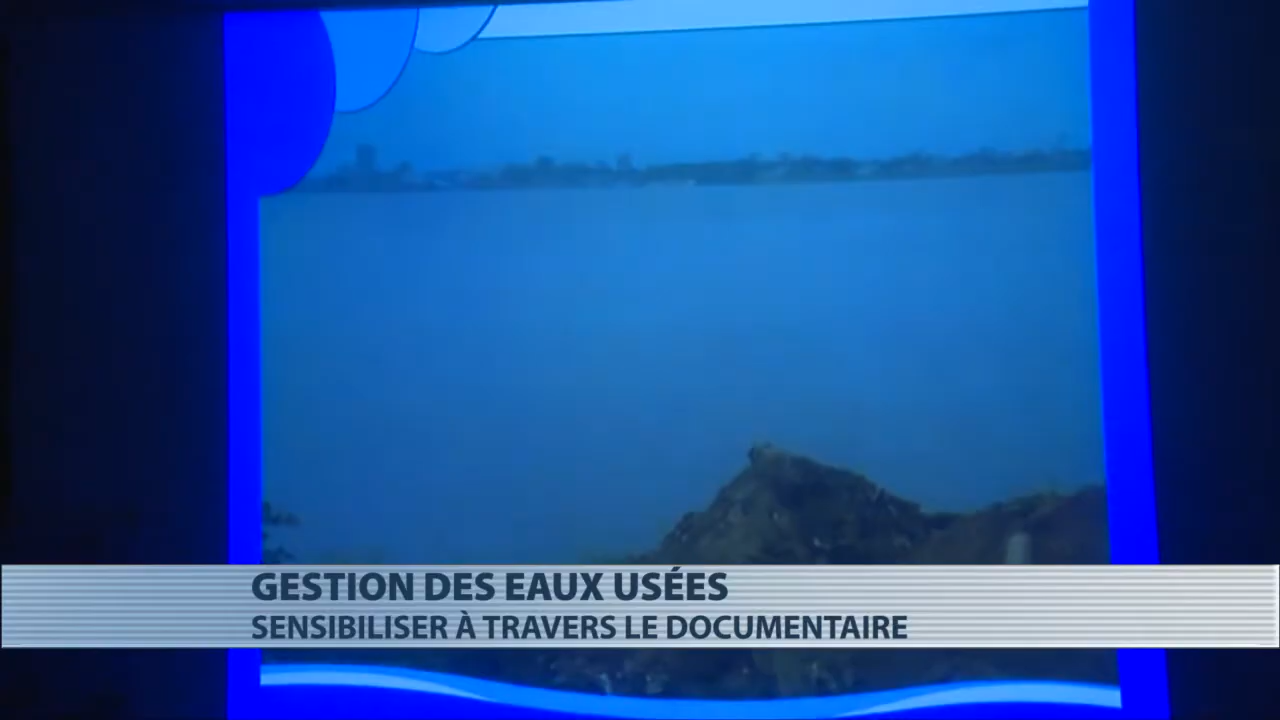 GESTION DES EAUX USÉES
SENSIBILISER À TRAVERS LE DOCUMENTAIRE